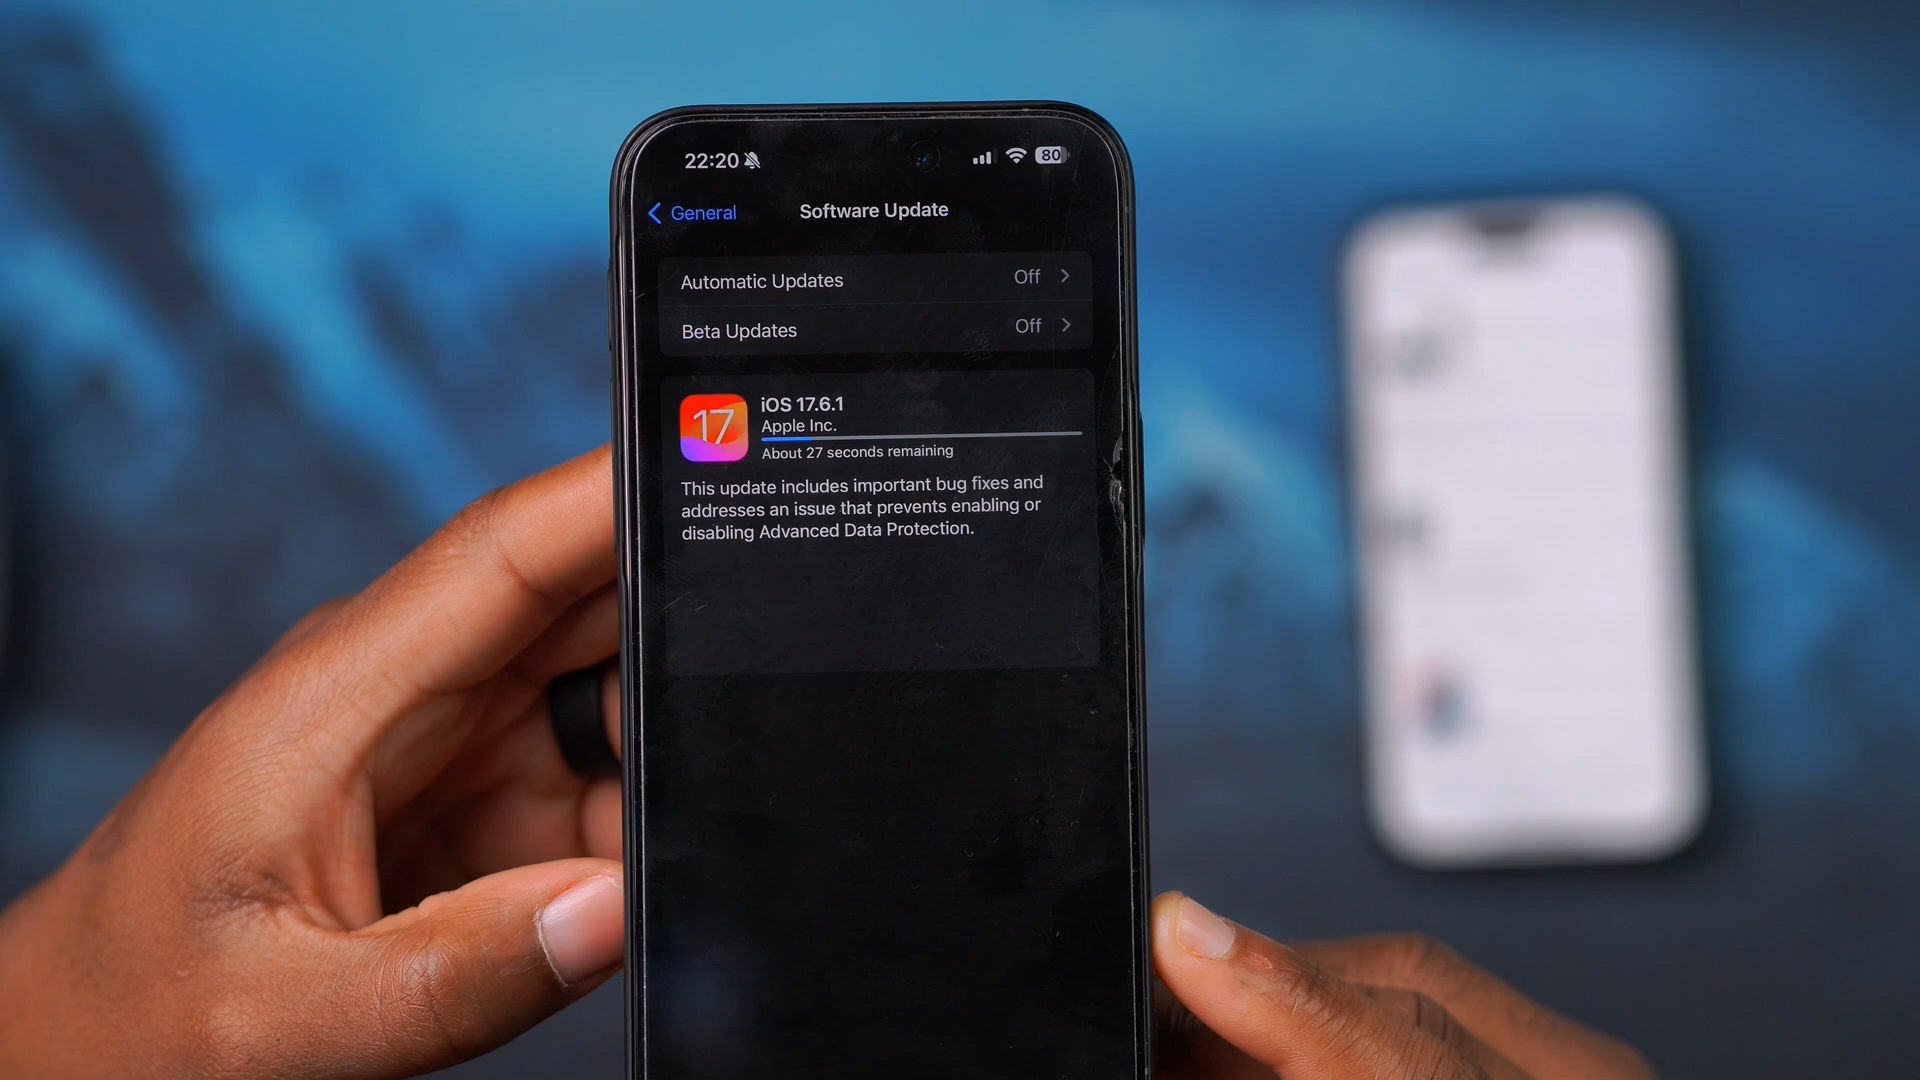 22:20
80
General
Software Update
Automatic Updates Off
Beta Updates Off
17
iOS 17.6.1
Apple Inc.
About 27 seconds remaining
This update includes important bug fixes and
addresses an issue that prevents enabling or
disabling Advanced Data Protection.